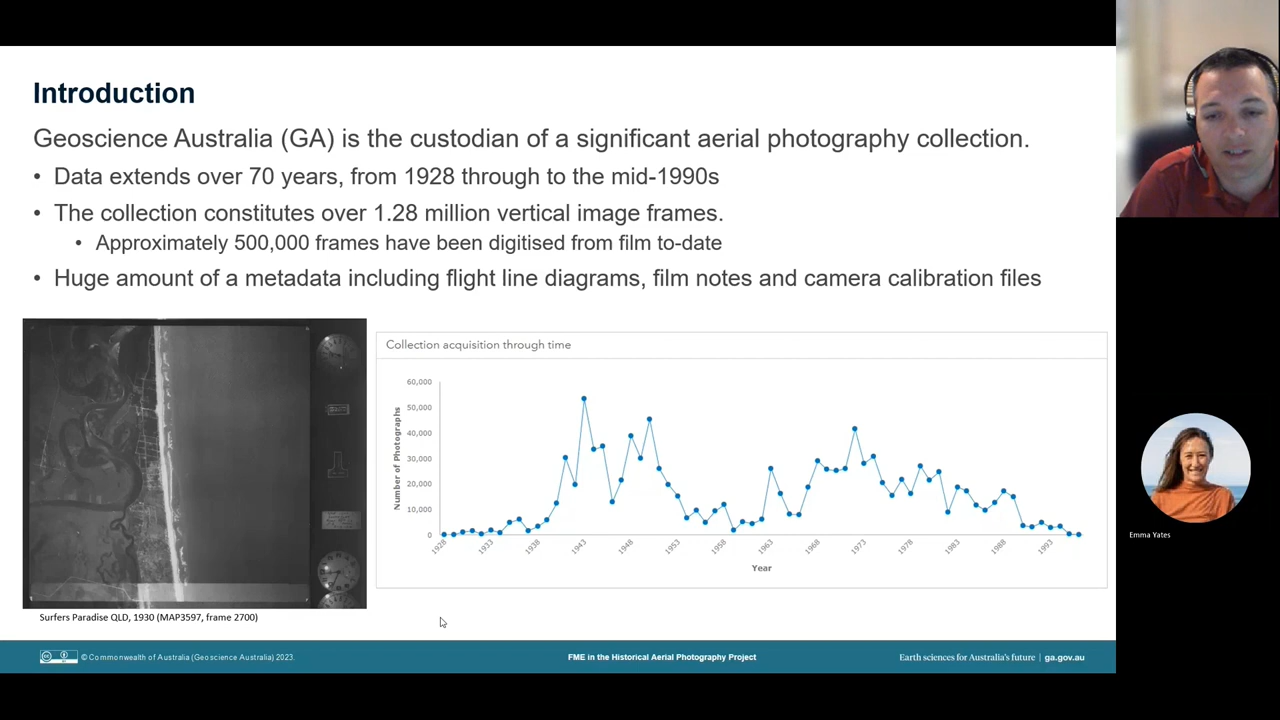 Introduction
Geoscience Australia (GA) is the custodian of a significant aerial photography collection.
• Data extends over 70 years, from 1928 through to the mid-1990s
• The collection constitutes over 1.28 million vertical image frames.
• Approximately 500,000 frames have been digitised from film to-date
• Huge amount of a metadata including flight line diagrams, film notes and camera calibration files
Collection acquisition through time
60,000
50,000
40,000
30,000
20,000
10,000
0
Number of Photographs
1928 1933 1938 1943 1948 1953 1958 1963 1968 1973 1978 1983 1988 1993
Year
Surfers Paradise QLD, 1930 (MAP3597, frame 2700)
Emma Yates
cc BY © Commonwealth of Australia (Geoscience Australia) 2023. FME in the Historical Aerial Photography Project Earth sciences for Australia's future | ga.gov.au